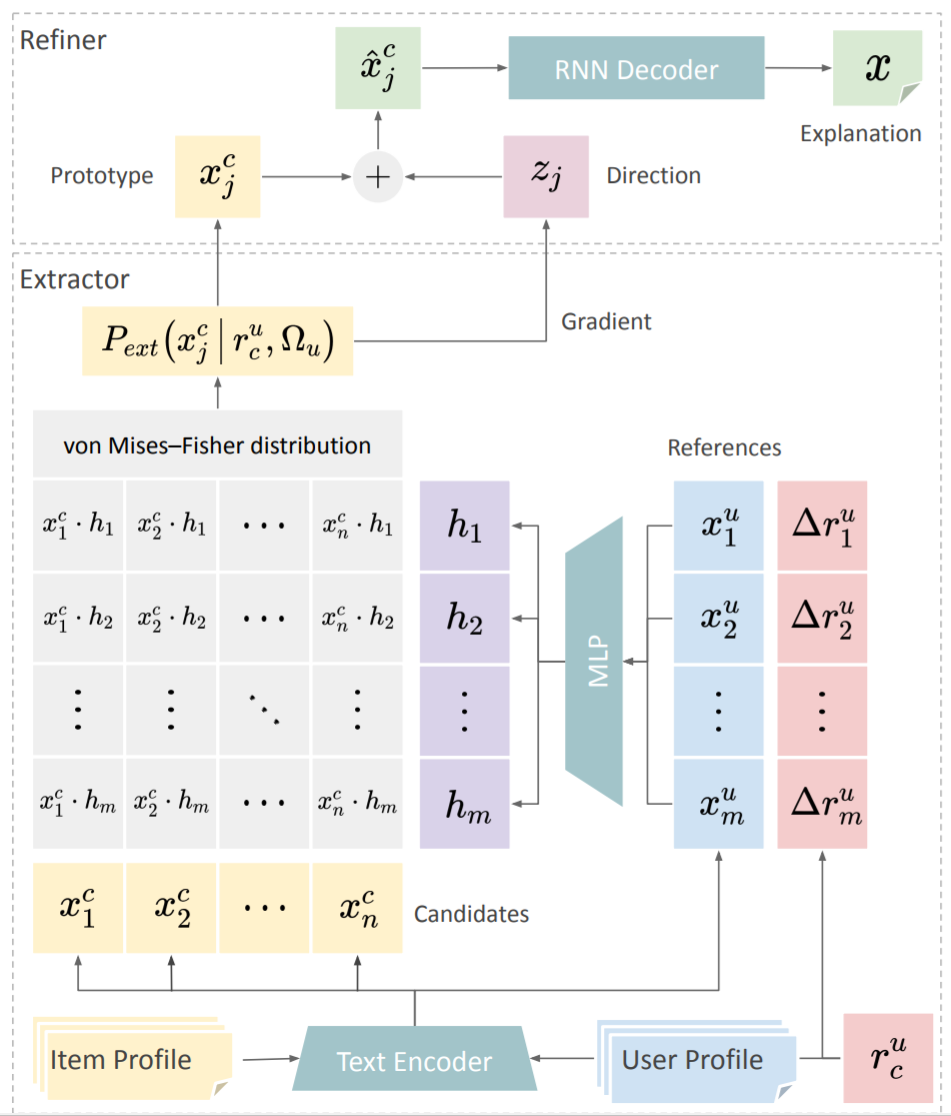 Refiner
x̂_j^c
RNN Decoder
x
Explanation
Prototype
x_j^c
+
z_j
Direction
Extractor
P_ext(x_j^c | r_c^u, Ω_u)
Gradient
von Mises–Fisher distribution
References
x_1^c · h_1 x_2^c · h_1 ··· x_n^c · h_1 h_1 x_1^u Δr_1^u
x_1^c · h_2 x_2^c · h_2 ··· x_n^c · h_2 h_2 x_2^u Δr_2^u
MLP
⋮ ⋮ ⋱ ⋮ ⋮ ⋮ ⋮
x_1^c · h_m x_2^c · h_m ··· x_n^c · h_m h_m x_m^u Δr_m^u
x_1^c x_2^c ··· x_n^c Candidates
Item Profile
Text Encoder
User Profile
r_c^u